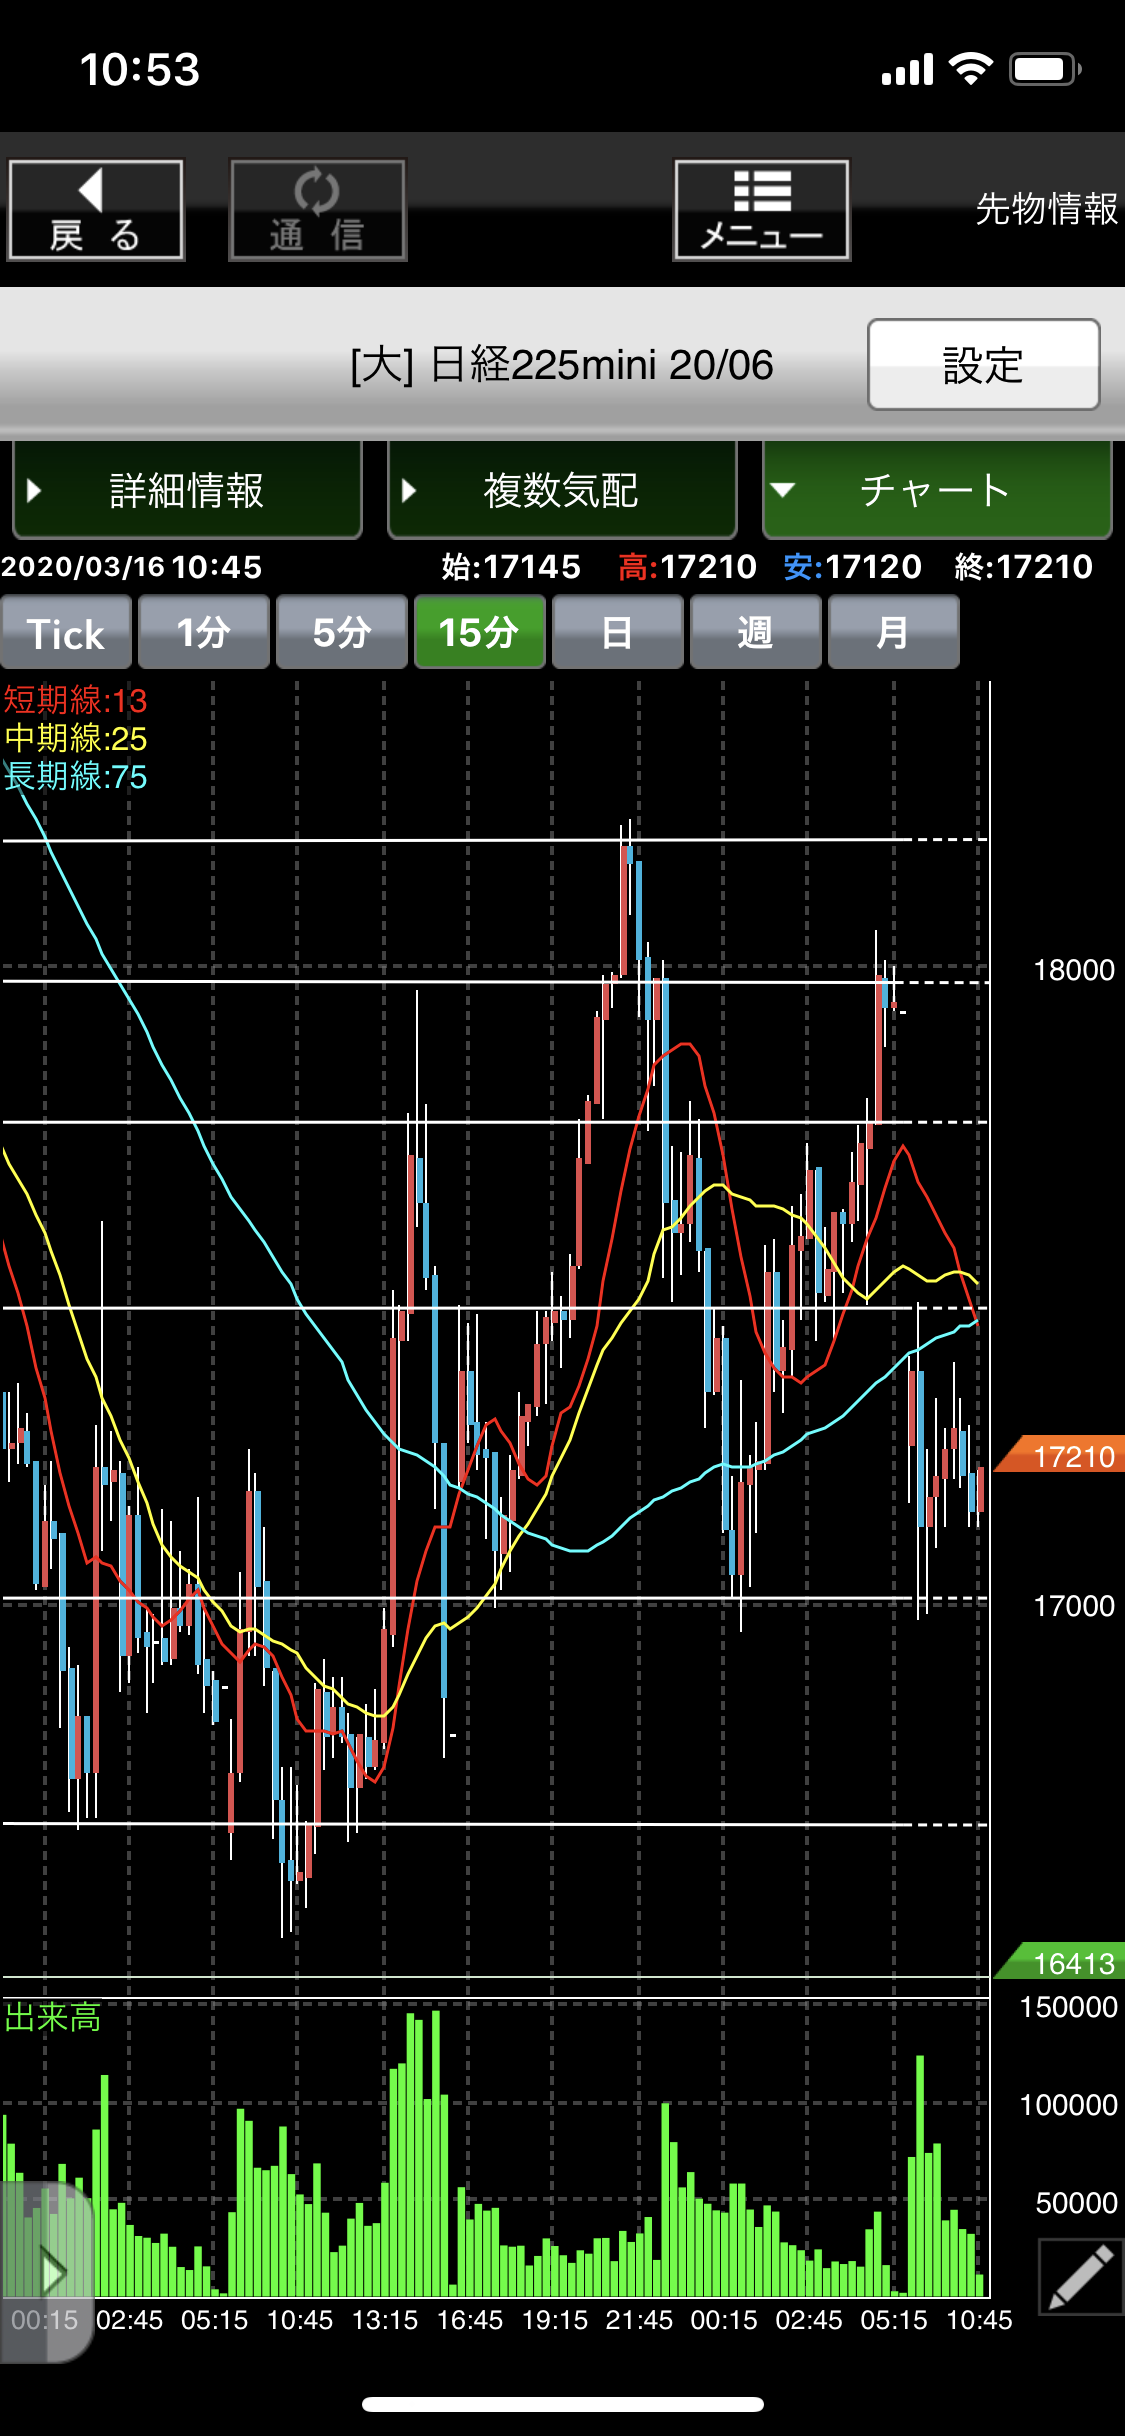 10:53
戻 る
通 信
メニュー
先物情報
[大] 日経225mini 20/06
設定
詳細情報
複数気配
チャート
2020/03/16 10:45 始:17145 高:17210 安:17120 終:17210
Tick 1分 5分 15分 日 週 月
短期線:13
中期線:25
長期線:75
18000
17210
17000
16413
出来高
150000
100000
50000
00:15 02:45 05:15 10:45 13:15 16:45 19:15 21:45 00:15 02:45 05:15 10:45